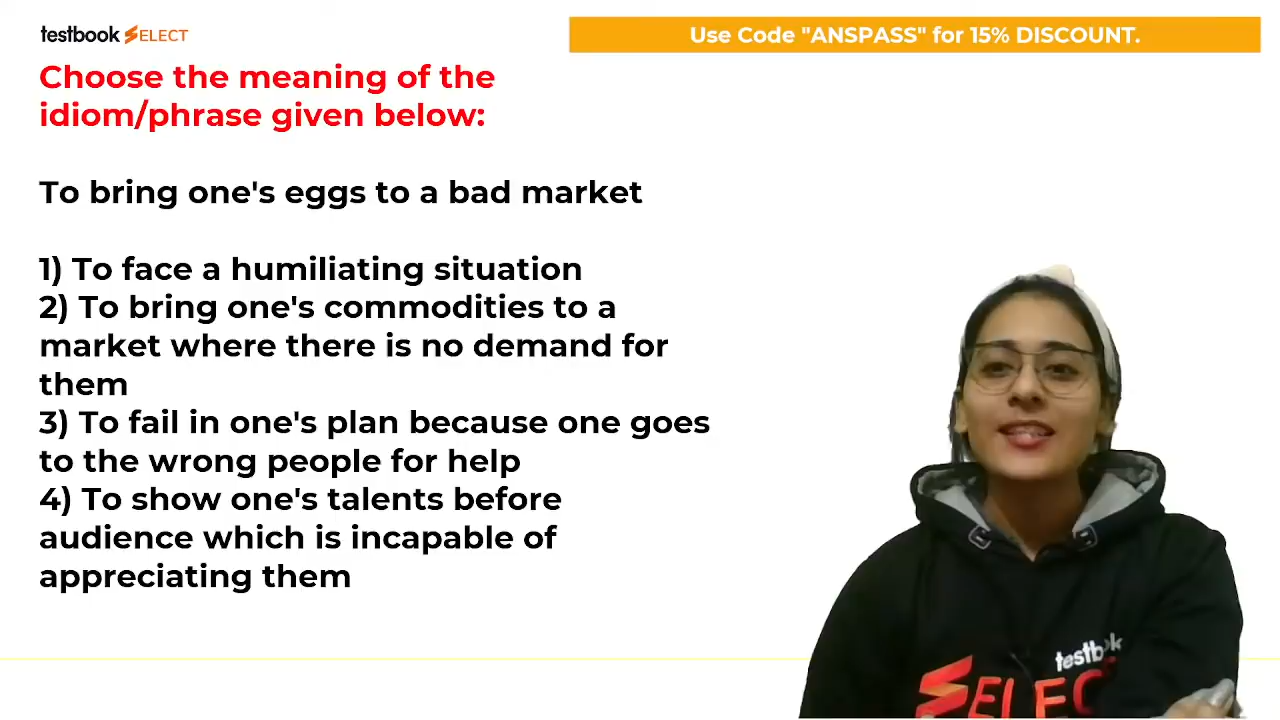 testbook SELECT
Use Code "ANSPASS" for 15% DISCOUNT.
Choose the meaning of the
idiom/phrase given below:
To bring one's eggs to a bad market
1) To face a humiliating situation
2) To bring one's commodities to a
market where there is no demand for
them
3) To fail in one's plan because one goes
to the wrong people for help
4) To show one's talents before
audience which is incapable of
appreciating them
testbook
SELEC